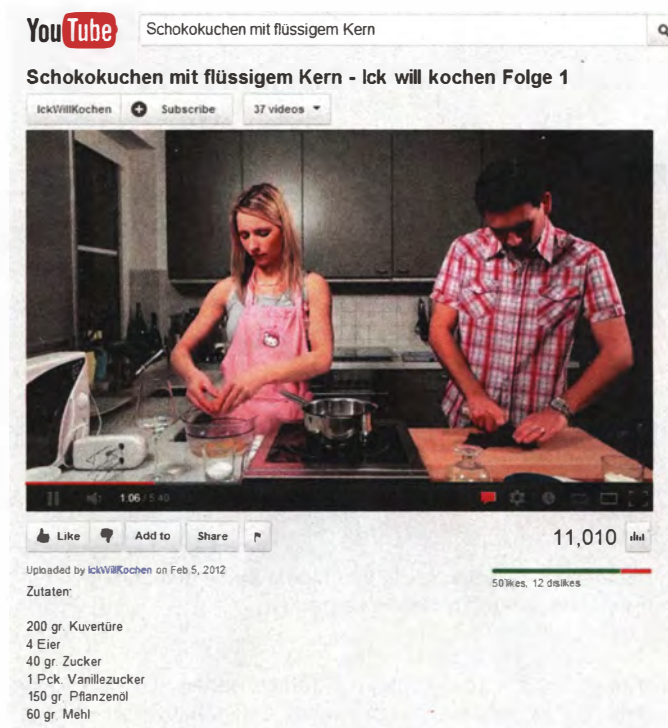 YouTube
Schokokuchen mit flüssigem Kern
Schokokuchen mit flüssigem Kern - Ick will kochen Folge 1
IckWillKochen Subscribe 37 videos
1:06 / 5:40
Like Add to Share
11,010
Uploaded by IckWillKochen on Feb 5, 2012
50 likes, 12 dislikes
Zutaten:
200 gr. Kuvertüre
4 Eier
40 gr. Zucker
1 Pck. Vanillezucker
150 gr. Pflanzenöl
60 gr. Mehl